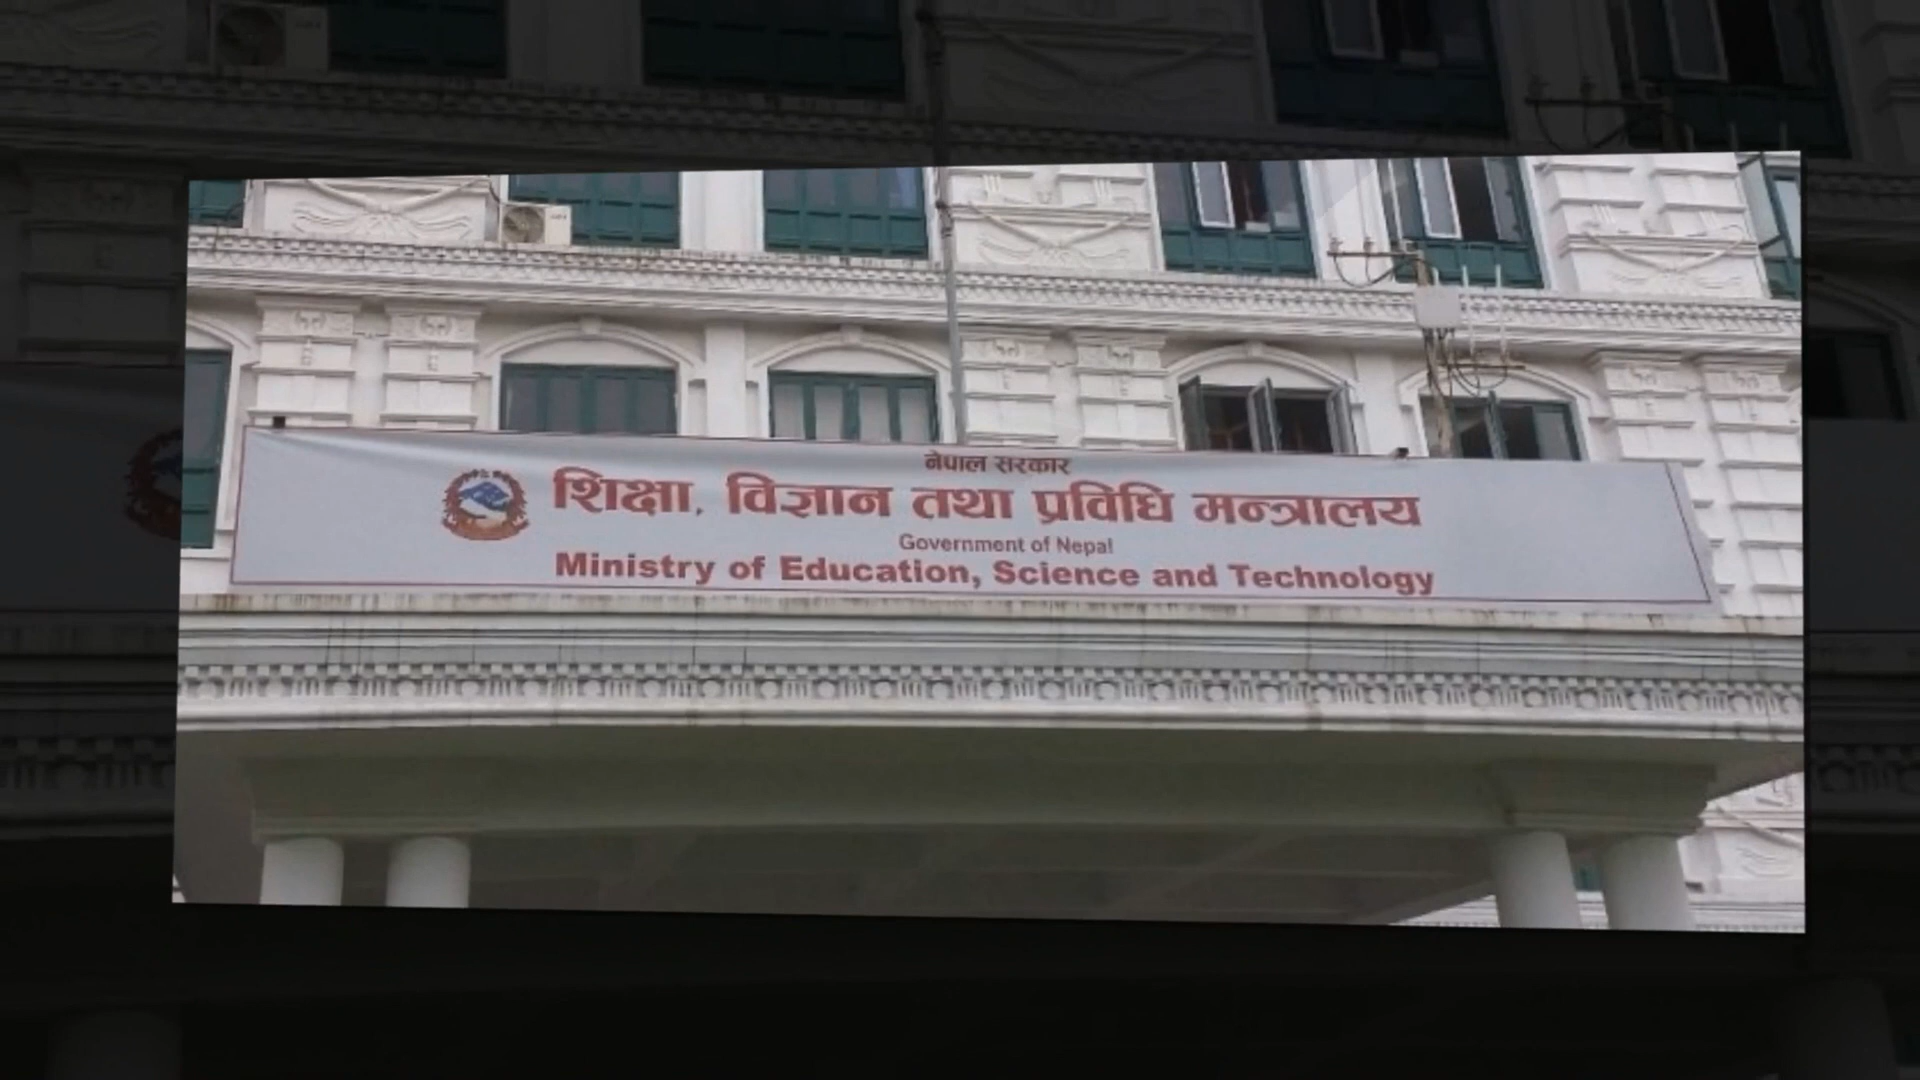 नेपाल सरकार
शिक्षा, विज्ञान तथा प्रविधि मन्त्रालय
Government of Nepal
Ministry of Education, Science and Technology